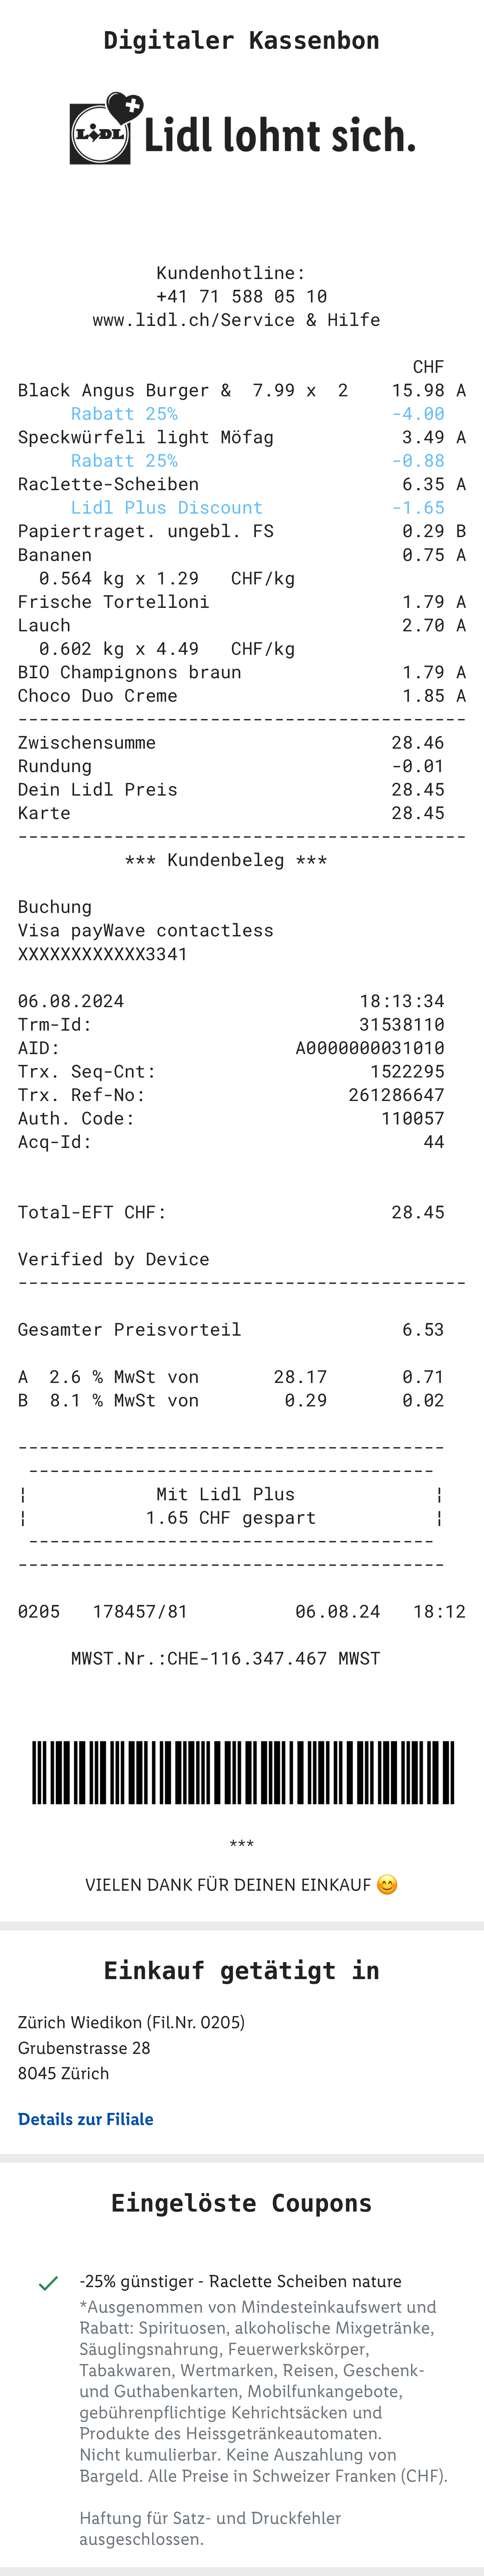 Digitaler Kassenbon
LIDL Lidl lohnt sich.
Kundenhotline:
+41 71 588 05 10
www.lidl.ch/Service & Hilfe
CHF
Black Angus Burger & 7.99 x 2 15.98 A
Rabatt 25% -4.00
Speckwürfeli light Möfag 3.49 A
Rabatt 25% -0.88
Raclette-Scheiben 6.35 A
Lidl Plus Discount -1.65
Papiertraget. ungebl. FS 0.29 B
Bananen 0.75 A
0.564 kg x 1.29 CHF/kg
Frische Tortelloni 1.79 A
Lauch 2.70 A
0.602 kg x 4.49 CHF/kg
BIO Champignons braun 1.79 A
Choco Duo Creme 1.85 A
------------------------------------------
Zwischensumme 28.46
Rundung -0.01
Dein Lidl Preis 28.45
Karte 28.45
------------------------------------------
*** Kundenbeleg ***
Buchung
Visa payWave contactless
XXXXXXXXXXXX3341
06.08.2024 18:13:34
Trm-Id: 31538110
AID: A0000000031010
Trx. Seq-Cnt: 1522295
Trx. Ref-No: 261286647
Auth. Code: 110057
Acq-Id: 44
Total-EFT CHF: 28.45
Verified by Device
------------------------------------------
Gesamter Preisvorteil 6.53
A 2.6 % MwSt von 28.17 0.71
B 8.1 % MwSt von 0.29 0.02
----------------------------------------
--------------------------------------
¦ Mit Lidl Plus ¦
¦ 1.65 CHF gespart ¦
--------------------------------------
----------------------------------------
0205 178457/81 06.08.24 18:12
MWST.Nr.:CHE-116.347.467 MWST
***
VIELEN DANK FÜR DEINEN EINKAUF 😊
Einkauf getätigt in
Zürich Wiedikon (Fil.Nr. 0205)
Grubenstrasse 28
8045 Zürich
Details zur Filiale
Eingelöste Coupons
-25% günstiger - Raclette Scheiben nature
*Ausgenommen von Mindesteinkaufswert und
Rabatt: Spirituosen, alkoholische Mixgetränke,
Säuglingsnahrung, Feuerwerkskörper,
Tabakwaren, Wertmarken, Reisen, Geschenk-
und Guthabenkarten, Mobilfunkangebote,
gebührenpflichtige Kehrichtsäcken und
Produkte des Heissgetränkeautomaten.
Nicht kumulierbar. Keine Auszahlung von
Bargeld. Alle Preise in Schweizer Franken (CHF).
Haftung für Satz- und Druckfehler
ausgeschlossen.